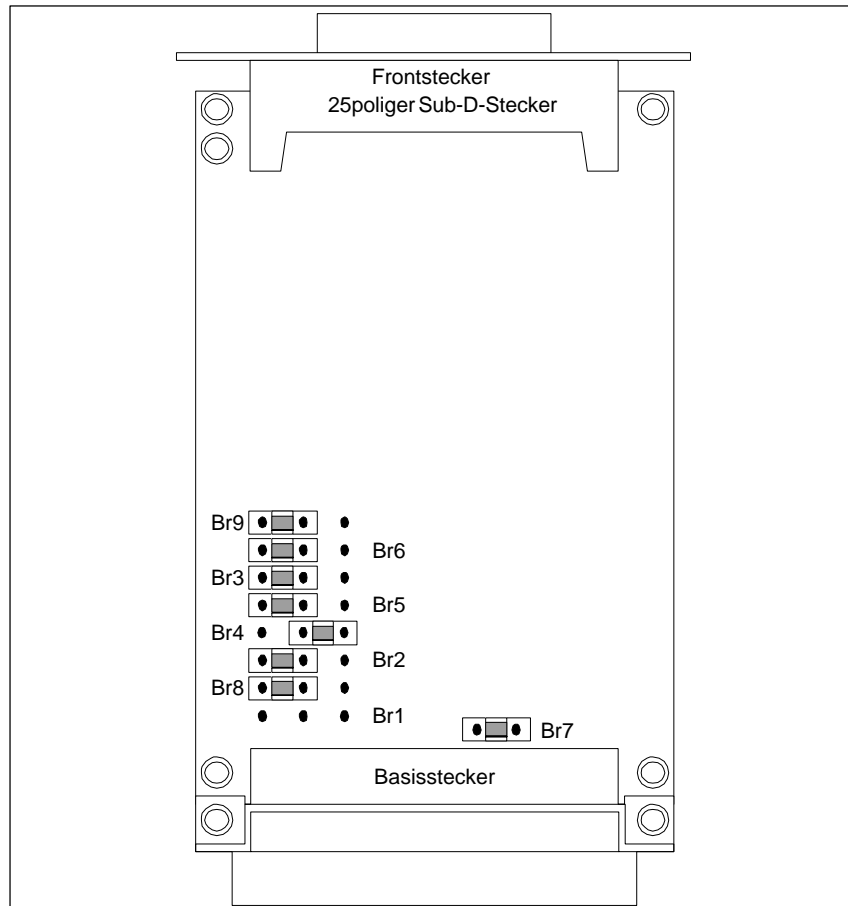 Frontstecker
25poliger Sub-D-Stecker
Br9
Br6
Br3
Br5
Br4
Br2
Br8
Br1
Br7
Basisstecker